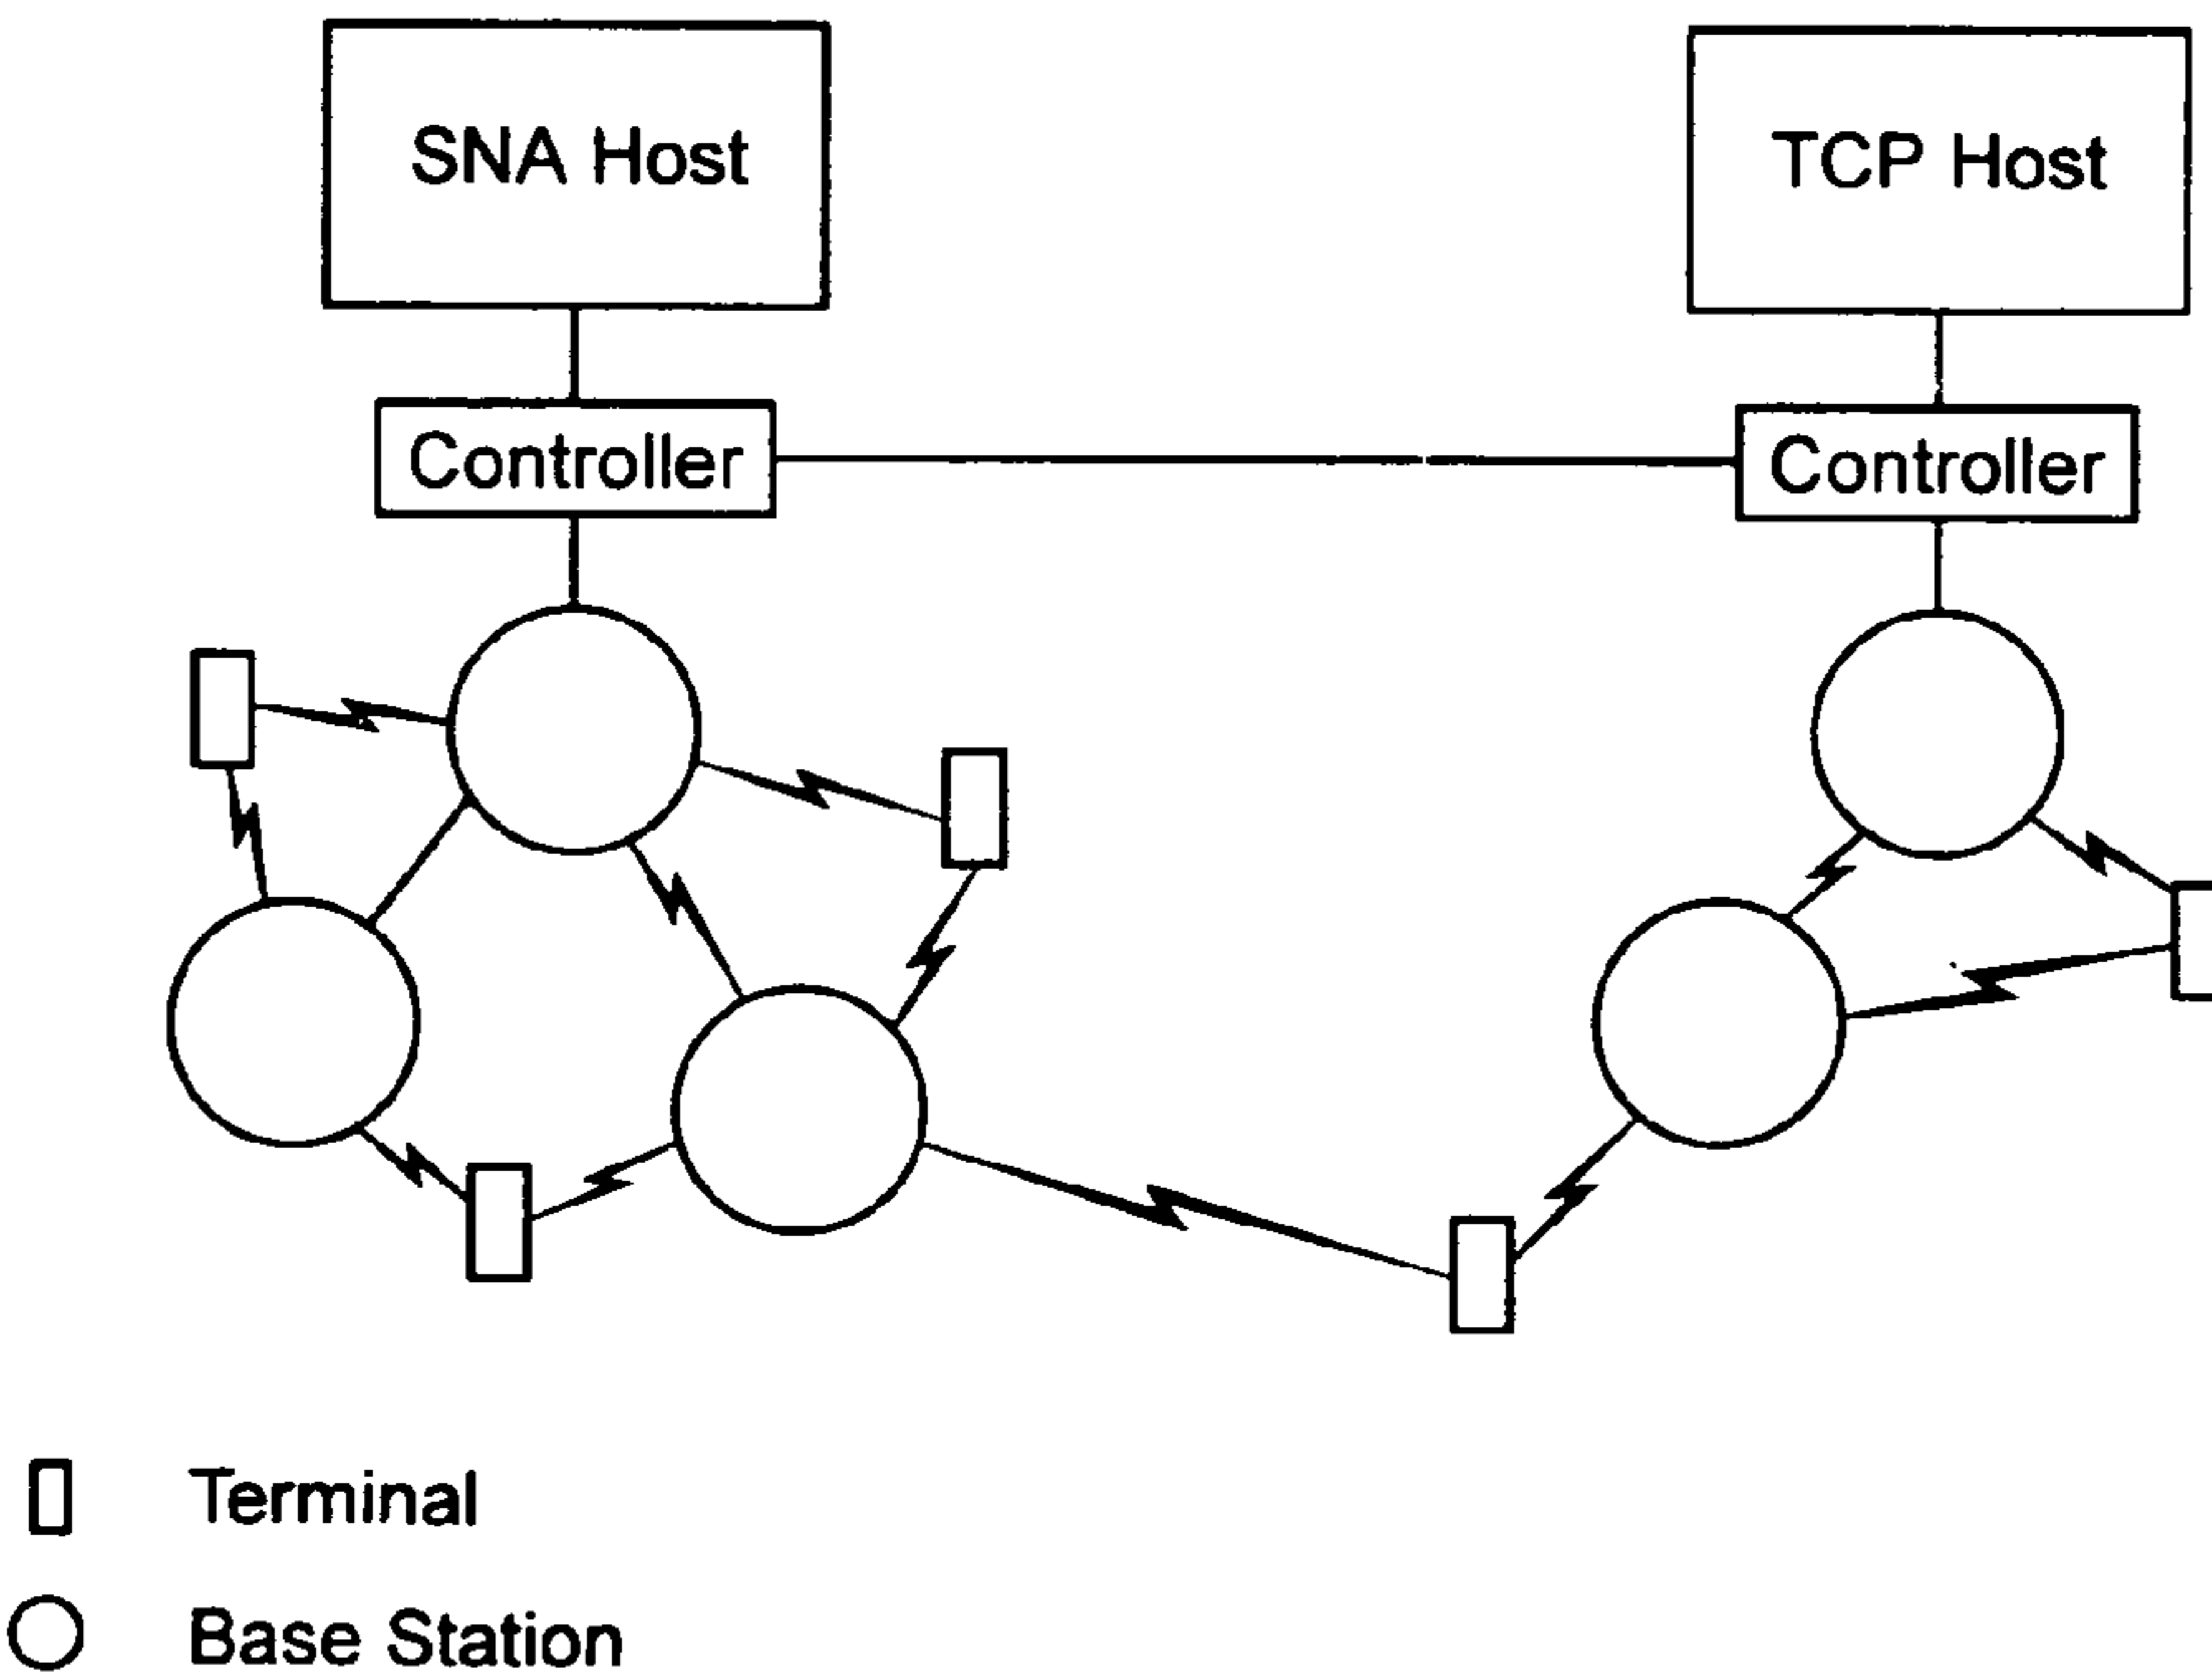 SNA Host
TCP Host
Controller
Controller
Terminal
Base Station